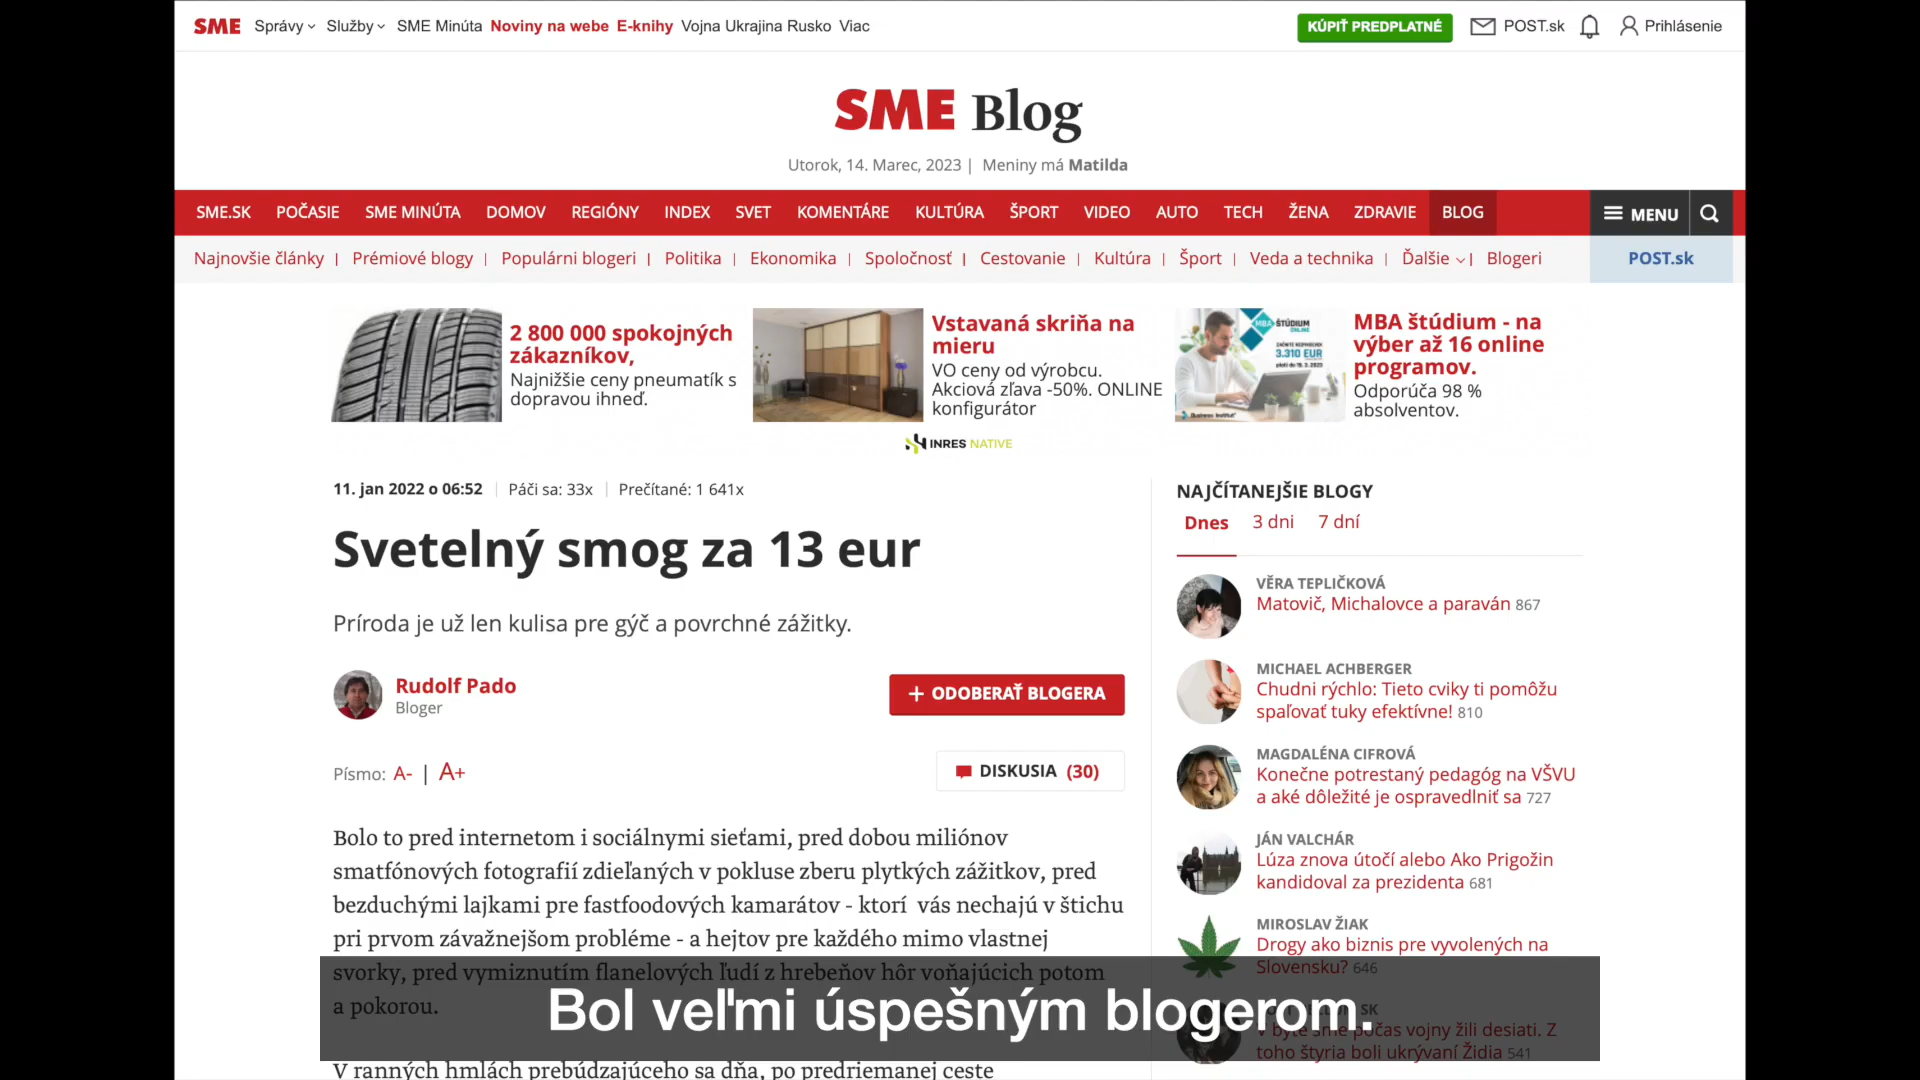 SME Správy Služby SME Minúta Noviny na webe E-knihy Vojna Ukrajina Rusko Viac KÚPIŤ PREDPLATNÉ POST.sk Prihlásenie
SME Blog
Utorok, 14. Marec, 2023 | Meniny má Matilda
SME.SK POČASIE SME MINÚTA DOMOV REGIÓNY INDEX SVET KOMENTÁRE KULTÚRA ŠPORT VIDEO AUTO TECH ŽENA ZDRAVIE BLOG MENU
Najnovšie články | Prémiové blogy | Populárni blogeri | Politika | Ekonomika | Spoločnosť | Cestovanie | Kultúra | Šport | Veda a technika | Ďalšie | Blogeri POST.sk
2 800 000 spokojných
zákazníkov,
Najnižšie ceny pneumatík s
dopravou ihneď.
Vstavaná skriňa na
mieru
VO ceny od výrobcu.
Akciová zľava -50%. ONLINE
konfigurátor
MBA ŠTÚDIUM
ONLINE
3.310 EUR
MBA štúdium - na
výber až 16 online
programov.
Odporúča 98 %
absolventov.
INRES NATIVE
11. jan 2022 o 06:52 Páči sa: 33x Prečítané: 1 641x
Svetelný smog za 13 eur
Príroda je už len kulisa pre gýč a povrchné zážitky.
Rudolf Pado
Bloger
+ ODOBERAŤ BLOGERA
Písmo: A- | A+
DISKUSIA (30)
Bolo to pred internetom i sociálnymi sieťami, pred dobou miliónov
smatfónových fotografií zdieľaných v pokluse zberu plytkých zážitkov, pred
bezduchými lajkami pre fastfoodových kamarátov - ktorí vás nechajú v štichu
pri prvom závažnejšom probléme - a hejtov pre každého mimo vlastnej
svorky, pred vymiznutím flanelových ľudí z hrebeňov hôr voňajúcich potom
a pokorou.
V ranných hmlách prebúdzajúceho sa dňa, po predriemanej ceste
NAJČÍTANEJŠIE BLOGY
Dnes 3 dni 7 dní
VĚRA TEPLIČKOVÁ
Matovič, Michalovce a paraván 867
MICHAEL ACHBERGER
Chudni rýchlo: Tieto cviky ti pomôžu
spaľovať tuky efektívne! 810
MAGDALÉNA CIFROVÁ
Konečne potrestaný pedagóg na VŠVU
a aké dôležité je ospravedlniť sa 727
JÁN VALCHÁR
Lúza znova útočí alebo Ako Prigožin
kandidoval za prezidenta 681
MIROSLAV ŽIAK
Drogy ako biznis pre vyvolených na
Slovensku? 646
SK
V byte sme počas vojny žili desiati. Z
toho štyria boli ukrývaní Židia 541
Bol veľmi úspešným blogerom.